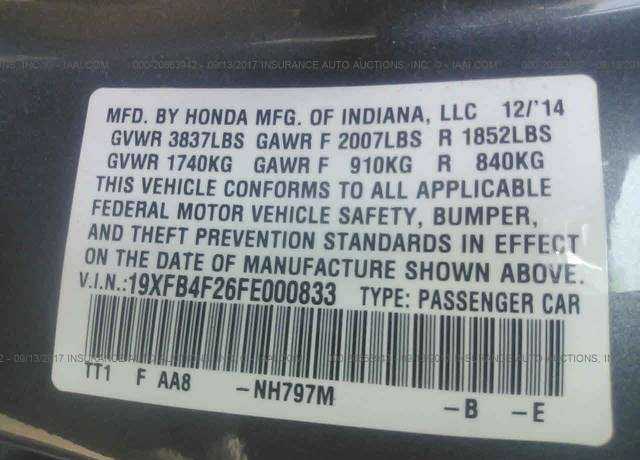 MFD. BY HONDA MFG. OF INDIANA, LLC 12/'14
GVWR 3837LBS GAWR F 2007LBS R 1852LBS
GVWR 1740KG GAWR F 910KG R 840KG
THIS VEHICLE CONFORMS TO ALL APPLICABLE
FEDERAL MOTOR VEHICLE SAFETY, BUMPER,
AND THEFT PREVENTION STANDARDS IN EFFECT
ON THE DATE OF MANUFACTURE SHOWN ABOVE.
V.I.N.:19XFB4F26FE000833 TYPE: PASSENGER CAR
TT1 F AA8 -NH797M -B -E
000-20863942 - 09/13/2017 INSURANCE AUTO AUCTIONS, INC. ©